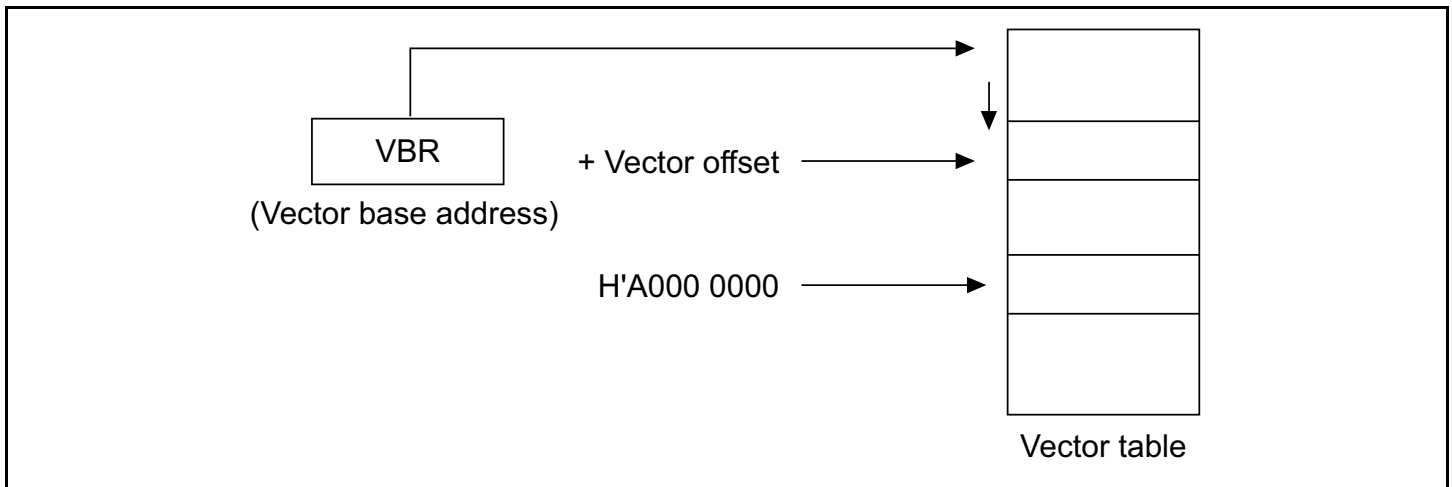 VBR
(Vector base address)
+ Vector offset
H'A000 0000
Vector table